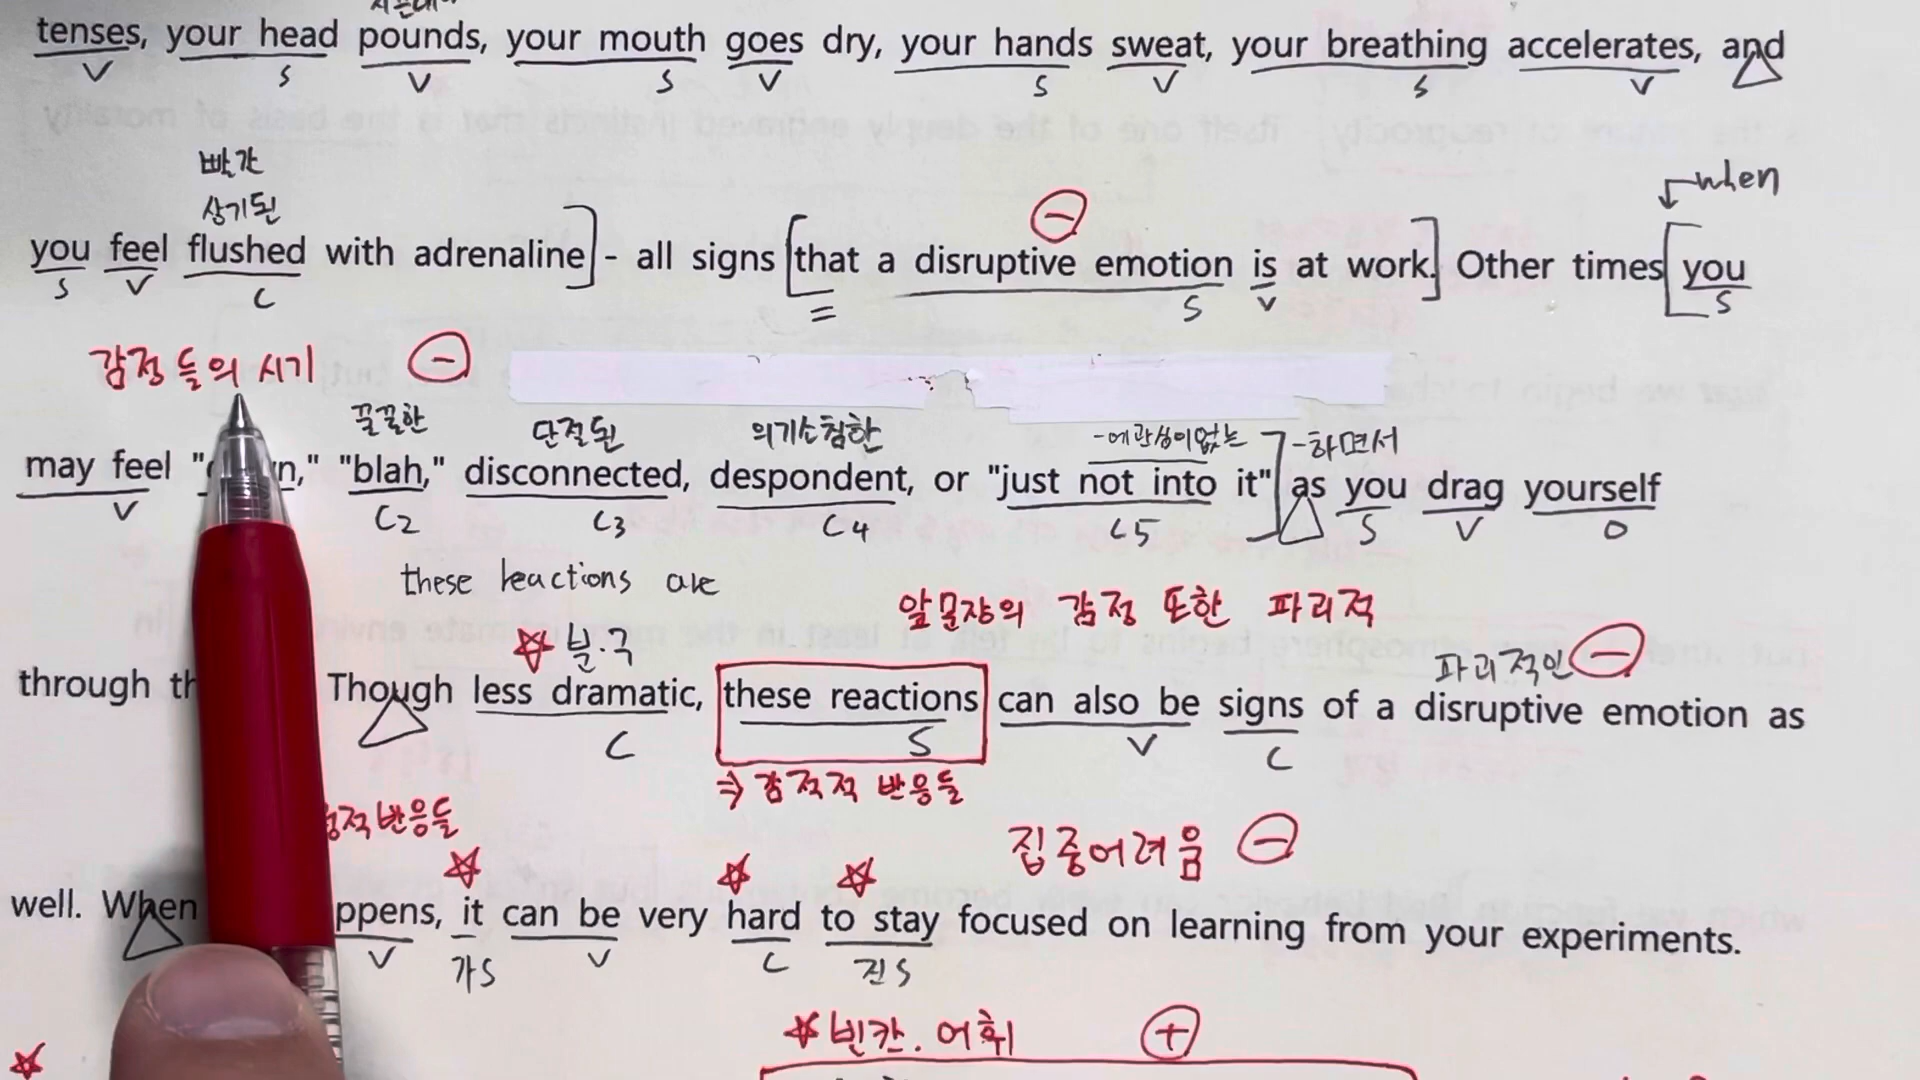 tenses, your head pounds, your mouth goes dry, your hands sweat, your breathing accelerates, and
V S V S V S V S V
빨간
상기된
when
you feel flushed with adrenaline] - all signs [that a disruptive emotion is at work.] Other times [you
S V C = S V S
감정들의 시기
꿀꿀한 단절된 의기소침한 -에 관심이 없는 -하면서
may feel " n," "blah," disconnected, despondent, or "just not into it" as you drag yourself
V C2 C3 C4 C5 S V O
these reactions are
앞문장의 감정 또한 파괴적
불·구 파괴적인
through Though less dramatic, these reactions can also be signs of a disruptive emotion as
C S V C
⇒ 감정적 반응들
적 반응들
집중어려움
well. When ppens, it can be very hard to stay focused on learning from your experiments.
V 가S V C 진S
빈칸. 어휘